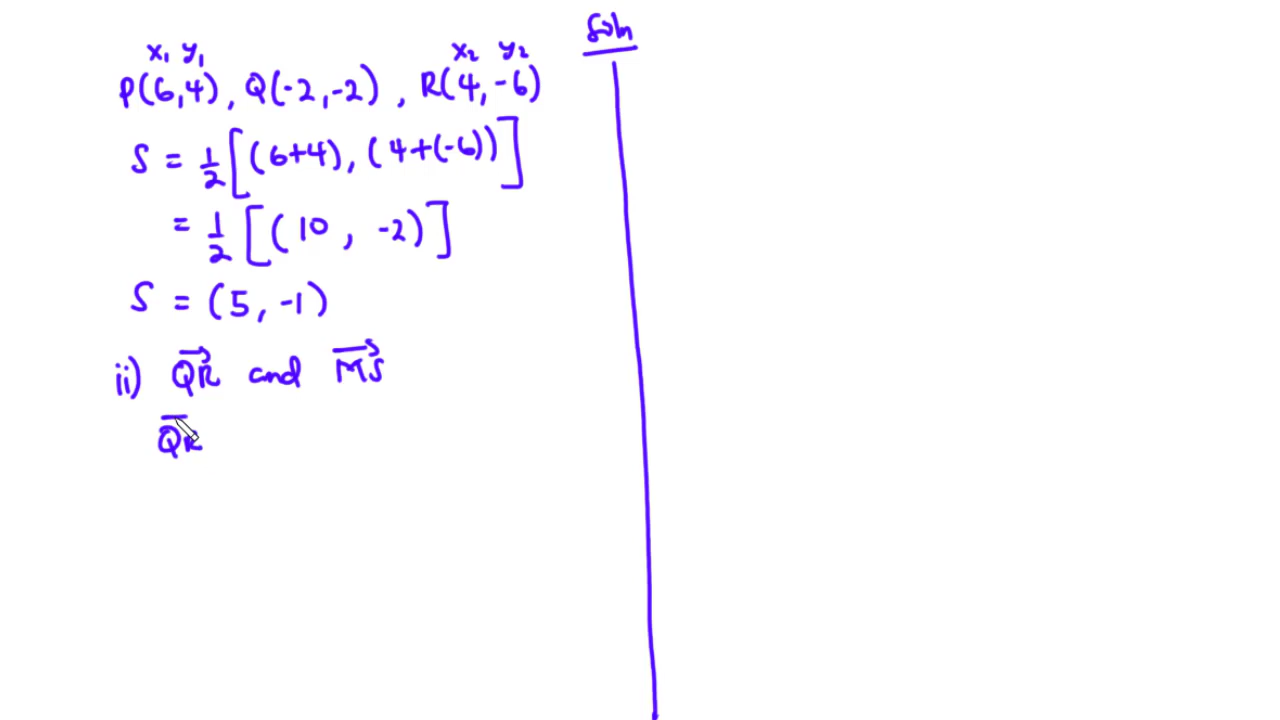 Soln
x₁ y₁ x₂ y₂
P(6,4), Q(-2,-2), R(4,-6)
S = 1/2[(6+4), (4+(-6))]
= 1/2[(10, -2)]
S = (5, -1)
ii) QR and MS
QR